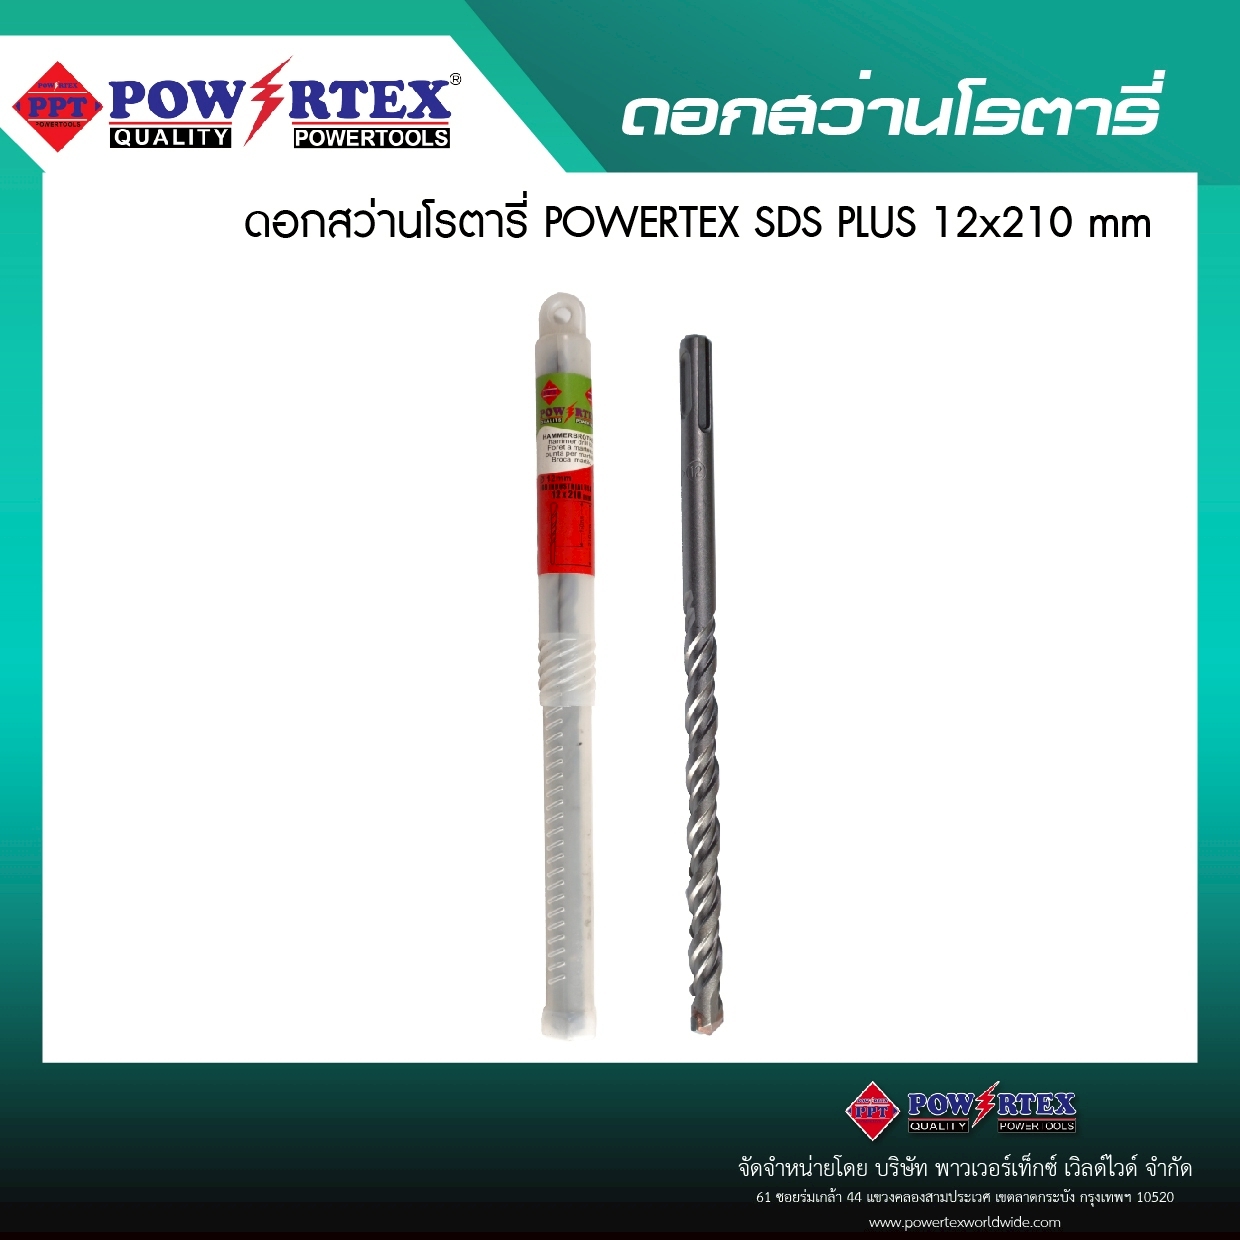 POWERTEX
PPT
POWERTOOLS
POWERTEX®
QUALITY
POWERTOOLS
ดอกสว่านโรตารี่
ดอกสว่านโรตารี่ POWERTEX SDS PLUS 12x210 mm
POWERTEX
QUALITY
12 x 210 mm
12
PPT
POWERTEX
QUALITY
POWERTOOLS
จัดจำหน่ายโดย บริษัท พาวเวอร์เท็กซ์ เวิลด์ไวด์ จำกัด
61 ซอยร่มเกล้า 44 แขวงคลองสามประเวศ เขตลาดกระบัง กรุงเทพฯ 10520
www.powertexworldwide.com